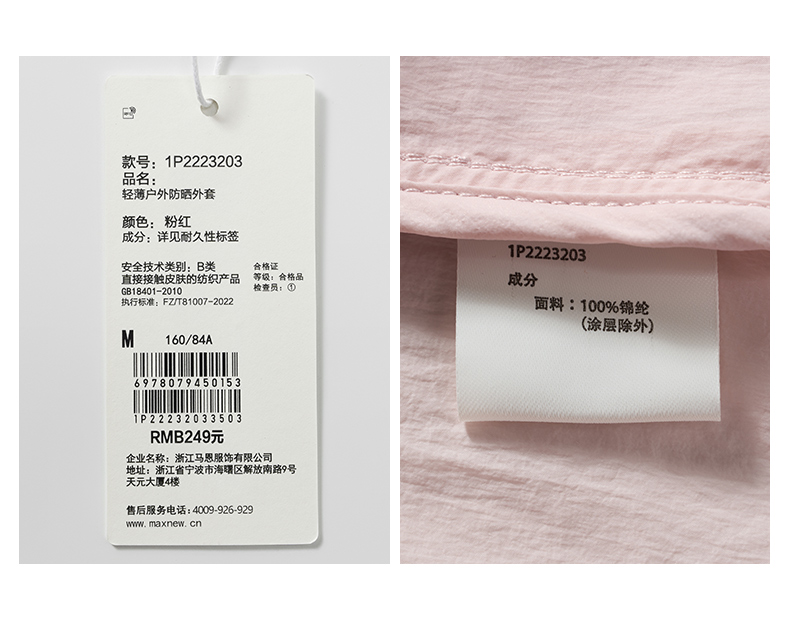 款号：1P2223203
品名：
轻薄户外防晒外套
颜色：粉红
成分：详见耐久性标签
安全技术类别：B类
直接接触皮肤的纺织产品
GB18401-2010
执行标准：FZ/T81007-2022
合格证
等级：合格品
检查员：①
M 160/84A
6978079450153
1P22232033503
RMB249元
企业名称：浙江马恩服饰有限公司
地址：浙江省宁波市海曙区解放南路9号
天元大厦4楼
售后服务电话：4009-926-929
www.maxnew.cn
1P2223203
成分
面料：100%锦纶
（涂层除外）